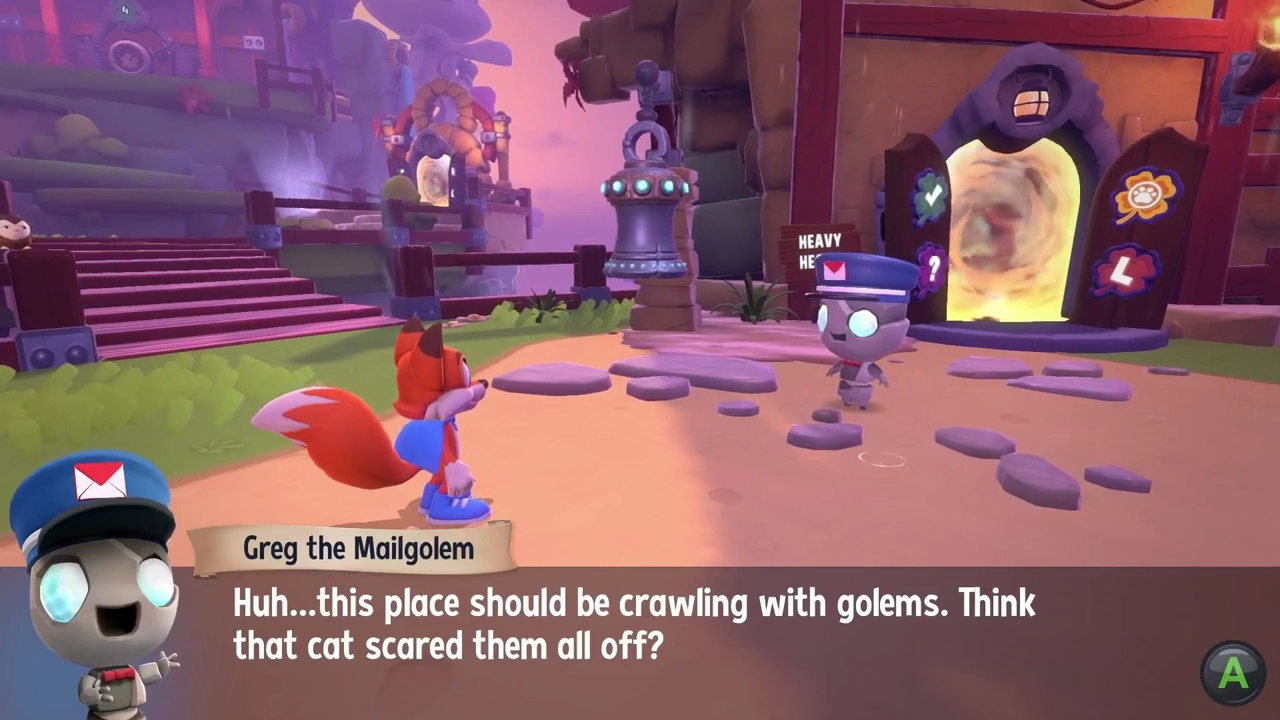 4
HEAVY
?
L
Greg the Mailgolem
Huh...this place should be crawling with golems. Think
that cat scared them all off?
A